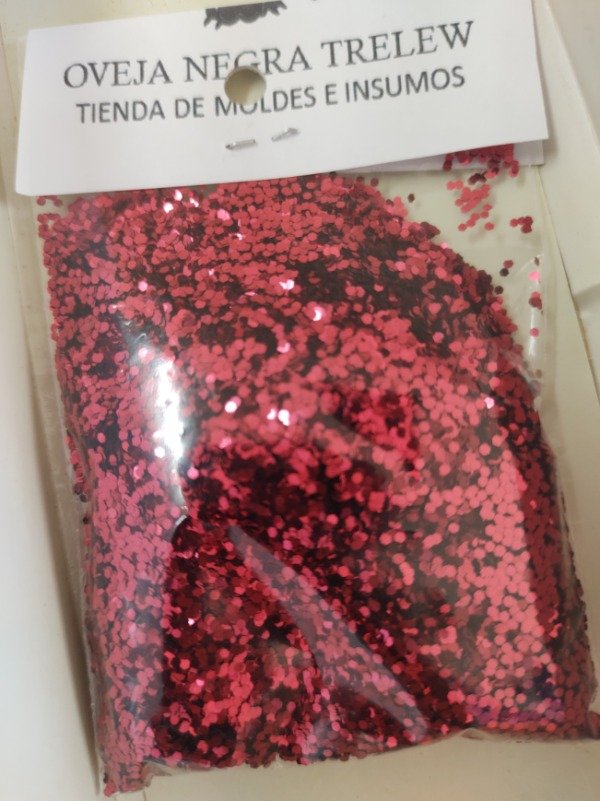 OVEJA NEGRA TRELEW
TIENDA DE MOLDES E INSUMOS